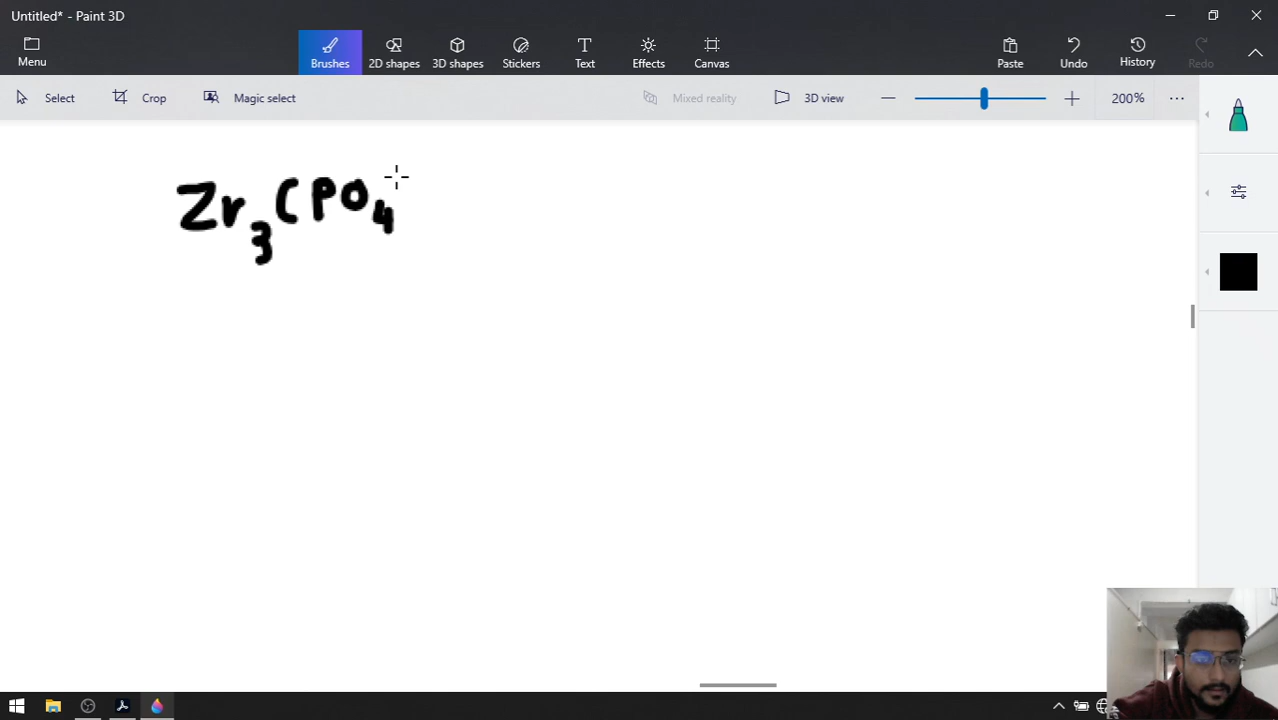 Untitled* - Paint 3D
Menu
Brushes
2D shapes
3D shapes
Stickers
Text
Effects
Canvas
Paste
Undo
History
Redo
Select
Crop
Magic select
Mixed reality
3D view
200%
Zr3(PO4